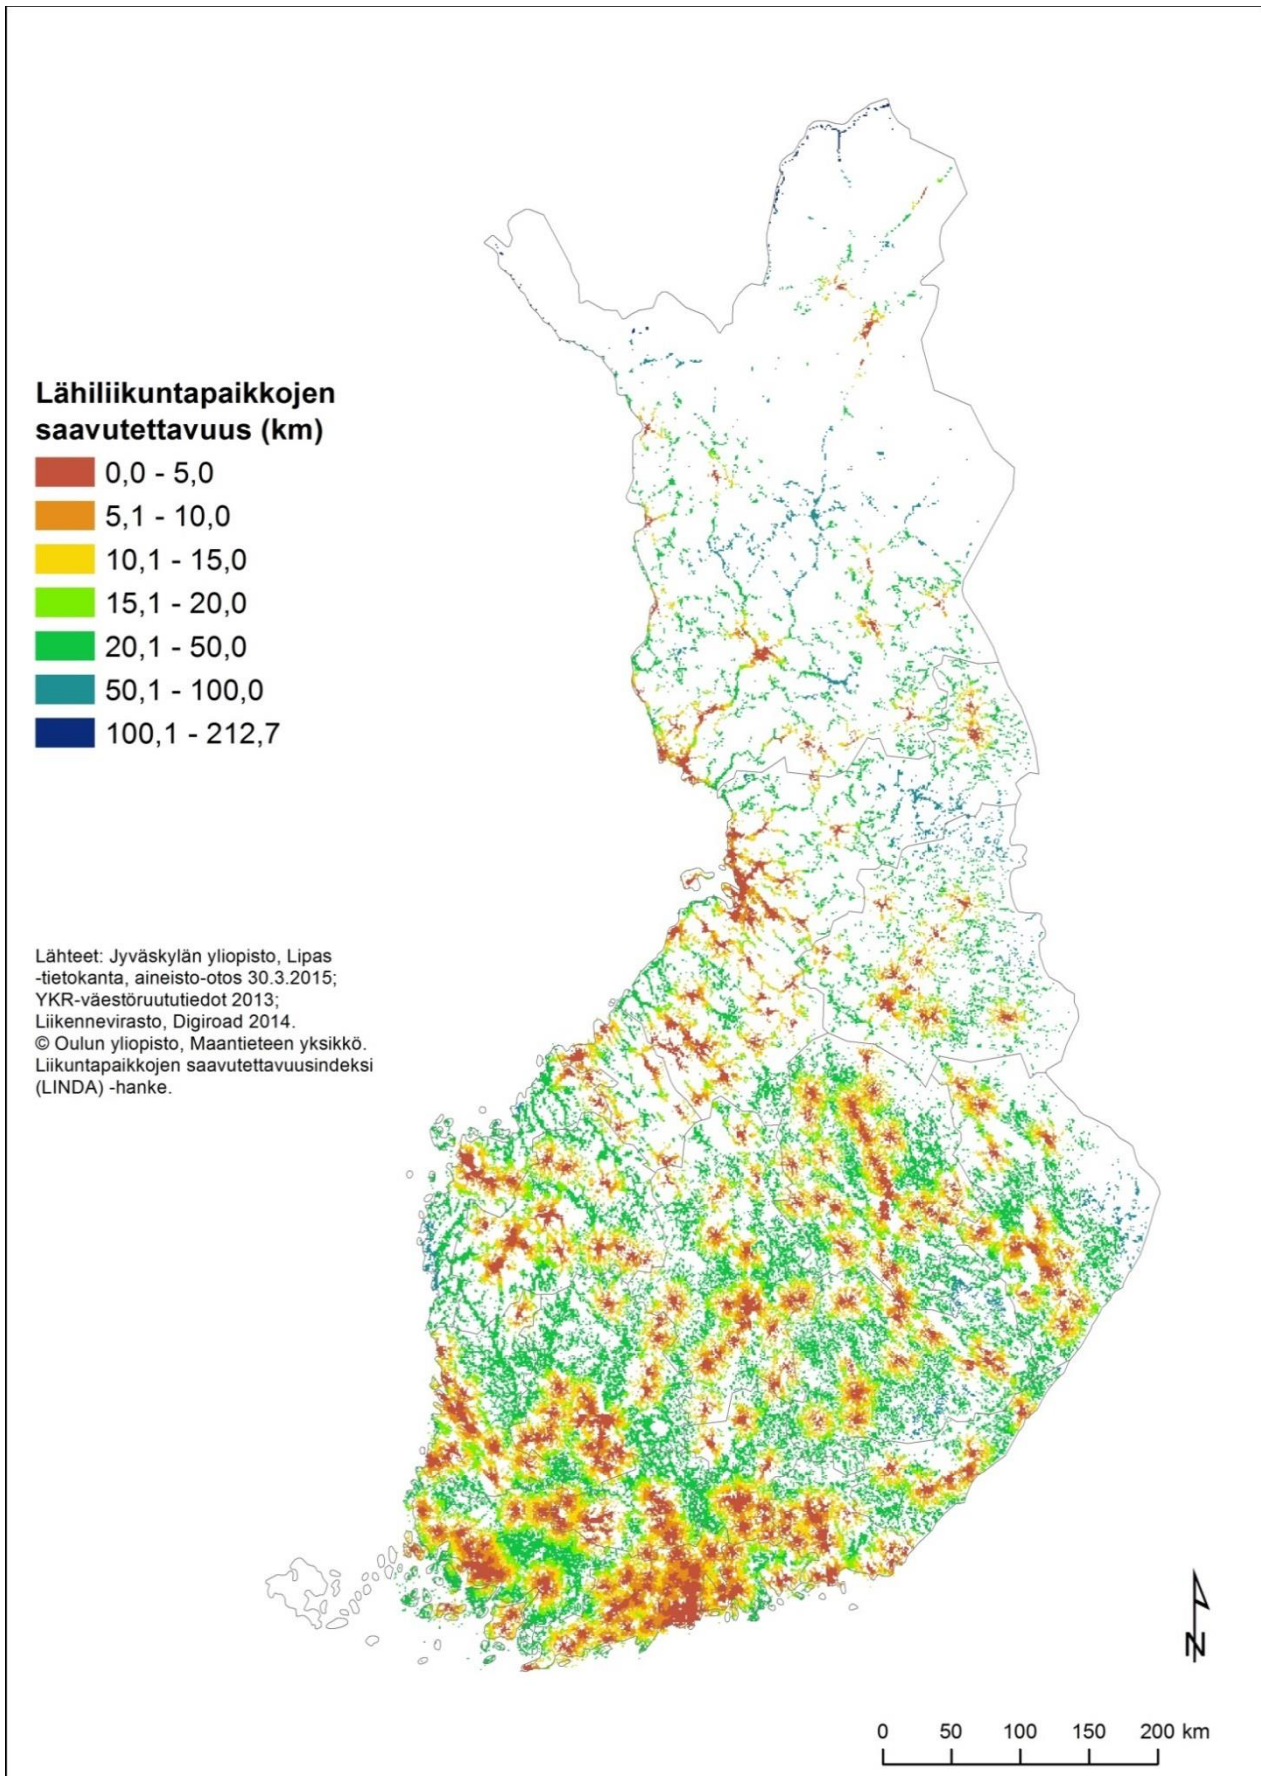 Lähiliikuntapaikkojen
saavutettavuus (km)
0,0 - 5,0
5,1 - 10,0
10,1 - 15,0
15,1 - 20,0
20,1 - 50,0
50,1 - 100,0
100,1 - 212,7
Lähteet: Jyväskylän yliopisto, Lipas
-tietokanta, aineisto-otos 30.3.2015;
YKR-väestöruututiedot 2013;
Liikennevirasto, Digiroad 2014.
© Oulun yliopisto, Maantieteen yksikkö.
Liikuntapaikkojen saavutettavuusindeksi
(LINDA) -hanke.
N
0 50 100 150 200 km